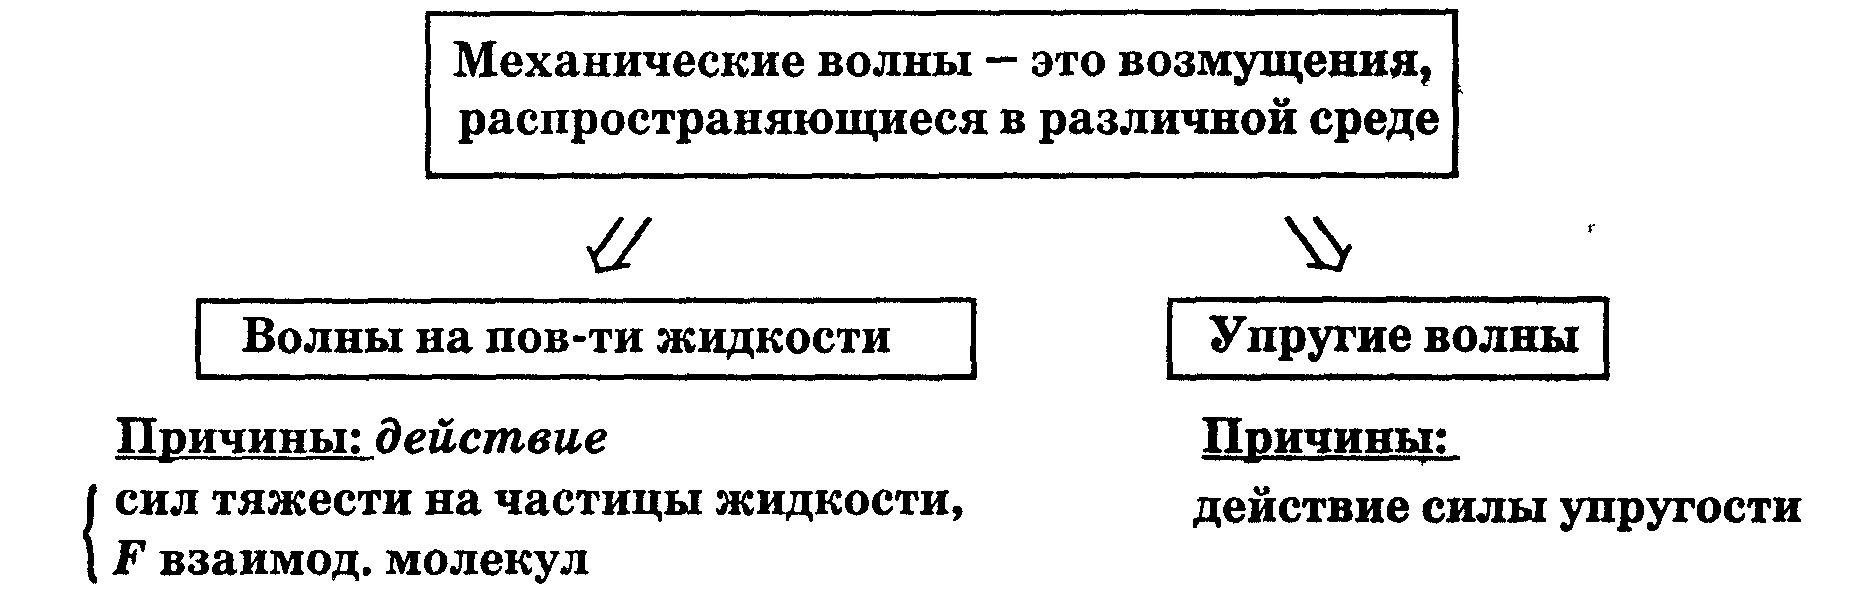 Механические волны – это возмущения,
распространяющиеся в различной среде
Волны на пов-ти жидкости
Упругие волны
Причины: действие
сил тяжести на частицы жидкости,
F взаимод. молекул
Причины:
действие силы упругости